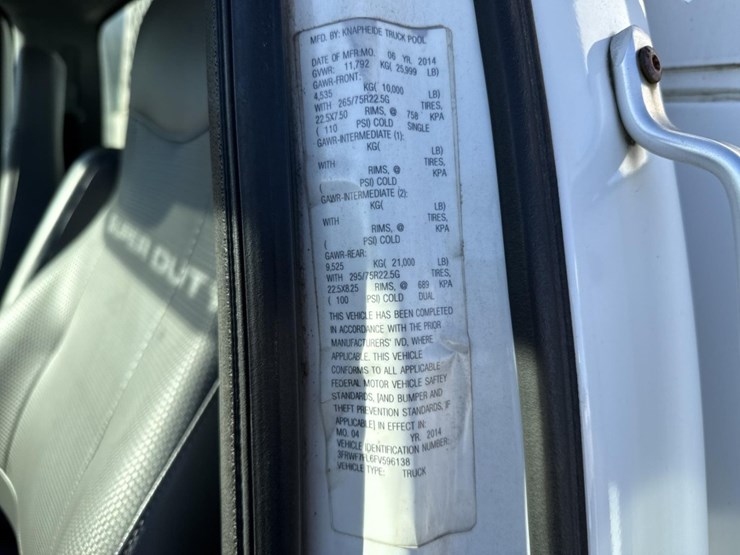 MFD. BY: KNAPHEIDE TRUCK POOL
DATE OF MFR:MO. 06 YR. 2014
GVWR: 11,792 KG( 25,999 LB)
GAWR-FRONT:
4,535 KG( 10,000 LB)
WITH 265/75R22.5G TIRES,
22.5X7.50 RIMS, @ 758 KPA
( 110 PSI) COLD SINGLE
GAWR-INTERMEDIATE (1):
KG( LB)
WITH TIRES,
RIMS, @ KPA
( PSI) COLD
GAWR-INTERMEDIATE (2):
KG( LB)
WITH TIRES,
RIMS, @ KPA
( PSI) COLD
GAWR-REAR:
9,525 KG( 21,000 LB)
WITH 295/75R22.5G TIRES,
22.5X8.25 RIMS, @ 689 KPA
( 100 PSI) COLD DUAL
THIS VEHICLE HAS BEEN COMPLETED
IN ACCORDANCE WITH THE PRIOR
MANUFACTURERS' IVD, WHERE
APPLICABLE. THIS VEHICLE
CONFORMS TO ALL APPLICABLE
FEDERAL MOTOR VEHICLE SAFTEY
STANDARDS, [AND BUMPER AND
THEFT PREVENTION STANDARDS, IF
APPLICABLE] IN EFFECT IN:
MO. 04 YR. 2014
VEHICLE IDENTIFICATION NUMBER:
VEHICLE TYPE: TRUCK
DUTY